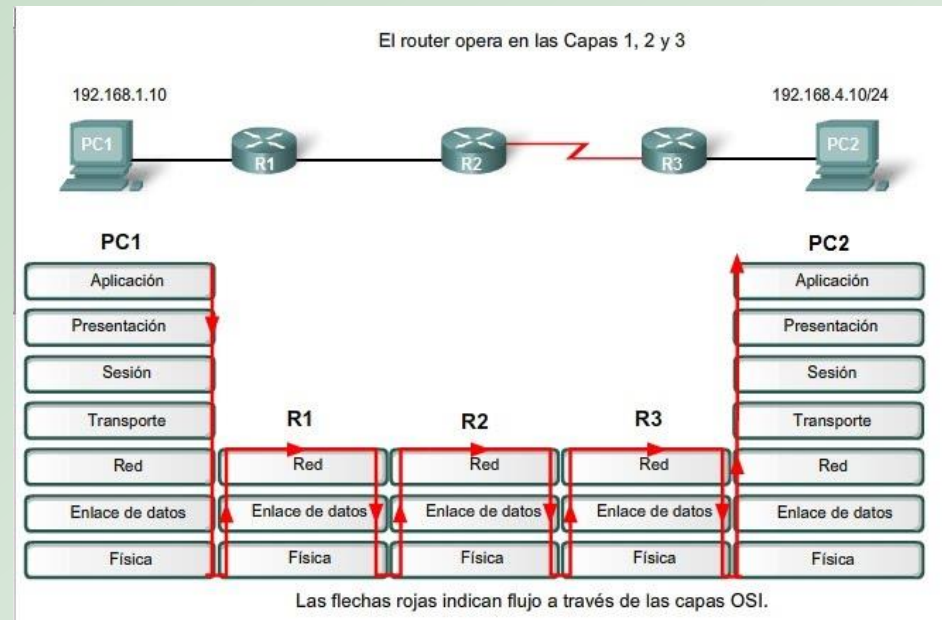 El router opera en las Capas 1, 2 y 3
192.168.1.10
192.168.4.10/24
PC1
R1
R2
R3
PC2
PC1
PC2
Aplicación
Aplicación
Presentación
Presentación
Sesión
Sesión
Transporte
R1
R2
R3
Transporte
Red
Red
Red
Red
Red
Enlace de datos
Enlace de datos
Enlace de datos
Enlace de datos
Enlace de datos
Física
Física
Física
Física
Física
Las flechas rojas indican flujo a través de las capas OSI.